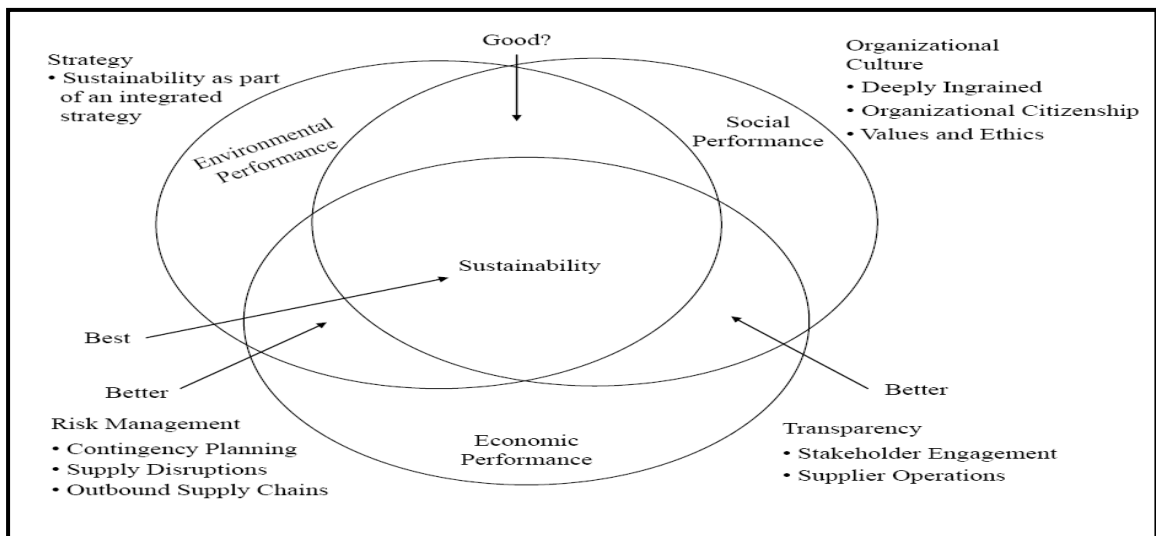 Good?
Strategy
• Sustainability as part
of an integrated
strategy
Organizational
Culture
• Deeply Ingrained
• Organizational Citizenship
• Values and Ethics
Environmental
Performance
Social
Performance
Sustainability
Best
Better
Better
Risk Management
• Contingency Planning
• Supply Disruptions
• Outbound Supply Chains
Economic
Performance
Transparency
• Stakeholder Engagement
• Supplier Operations